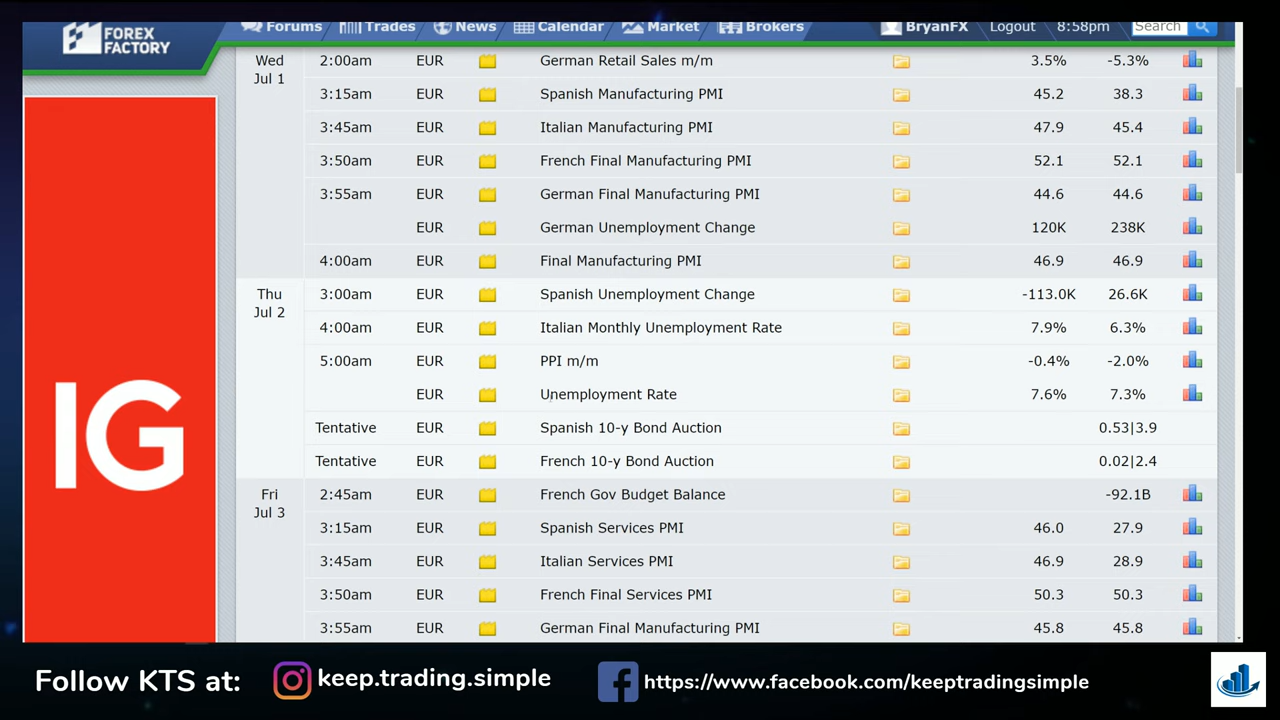 FOREX FACTORY
Forums Trades News Calendar Market Brokers BryanFX Logout 8:58pm Search
Wed Jul 1 2:00am EUR German Retail Sales m/m 3.5% -5.3%
3:15am EUR Spanish Manufacturing PMI 45.2 38.3
3:45am EUR Italian Manufacturing PMI 47.9 45.4
3:50am EUR French Final Manufacturing PMI 52.1 52.1
3:55am EUR German Final Manufacturing PMI 44.6 44.6
EUR German Unemployment Change 120K 238K
4:00am EUR Final Manufacturing PMI 46.9 46.9
Thu Jul 2 3:00am EUR Spanish Unemployment Change -113.0K 26.6K
4:00am EUR Italian Monthly Unemployment Rate 7.9% 6.3%
5:00am EUR PPI m/m -0.4% -2.0%
EUR Unemployment Rate 7.6% 7.3%
Tentative EUR Spanish 10-y Bond Auction 0.53|3.9
Tentative EUR French 10-y Bond Auction 0.02|2.4
Fri Jul 3 2:45am EUR French Gov Budget Balance -92.1B
3:15am EUR Spanish Services PMI 46.0 27.9
3:45am EUR Italian Services PMI 46.9 28.9
3:50am EUR French Final Services PMI 50.3 50.3
3:55am EUR German Final Manufacturing PMI 45.8 45.8
IG
Follow KTS at: keep.trading.simple https://www.facebook.com/keeptradingsimple